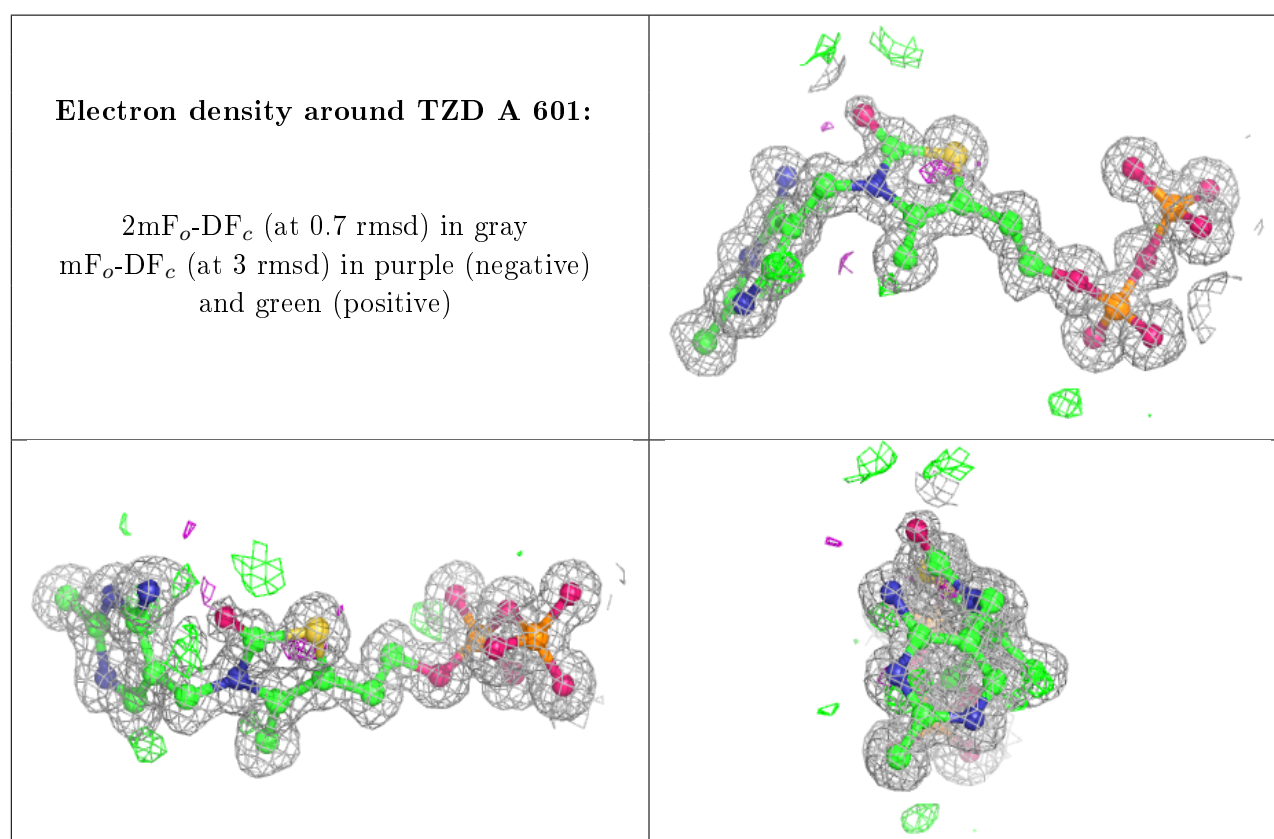 Electron density around TZD A 601:
2mFo-DFc (at 0.7 rmsd) in gray
mFo-DFc (at 3 rmsd) in purple (negative)
and green (positive)